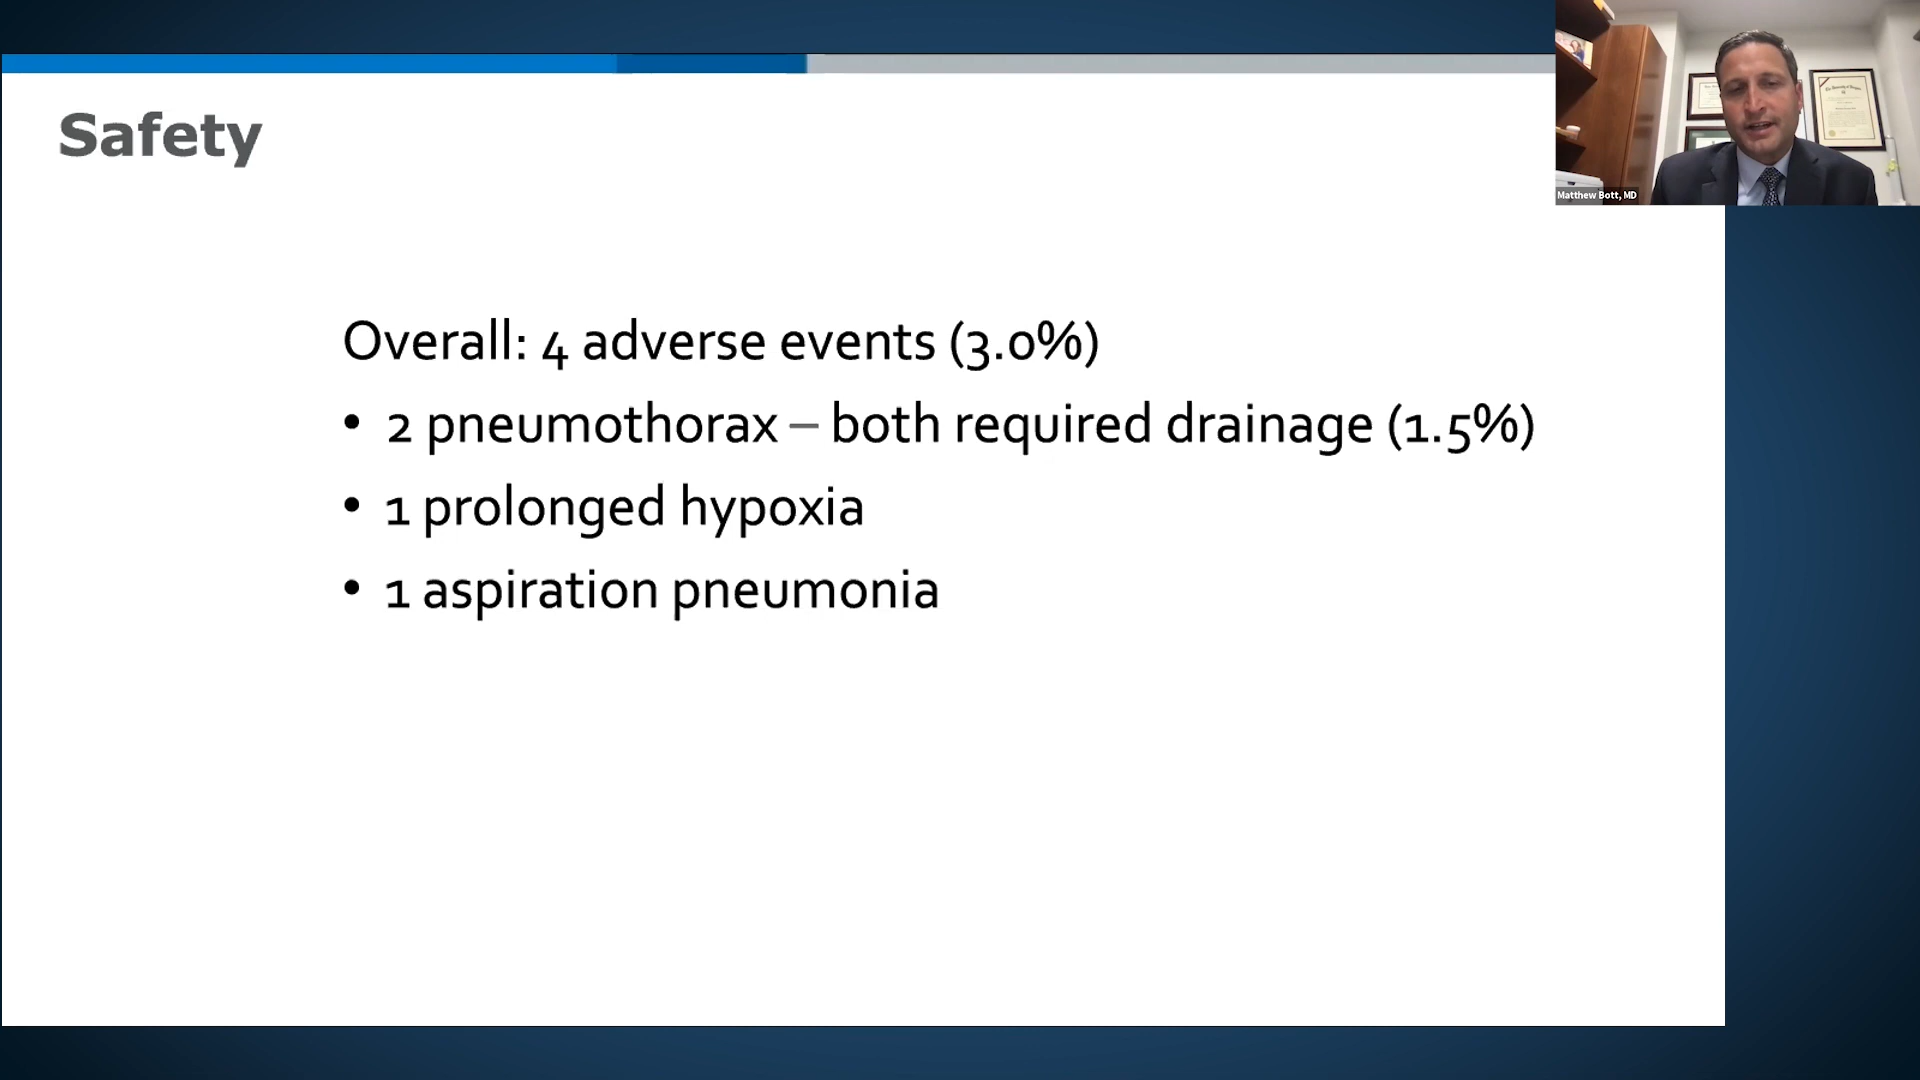 Safety
Overall: 4 adverse events (3.0%)
• 2 pneumothorax – both required drainage (1.5%)
• 1 prolonged hypoxia
• 1 aspiration pneumonia
Matthew Bott, MD